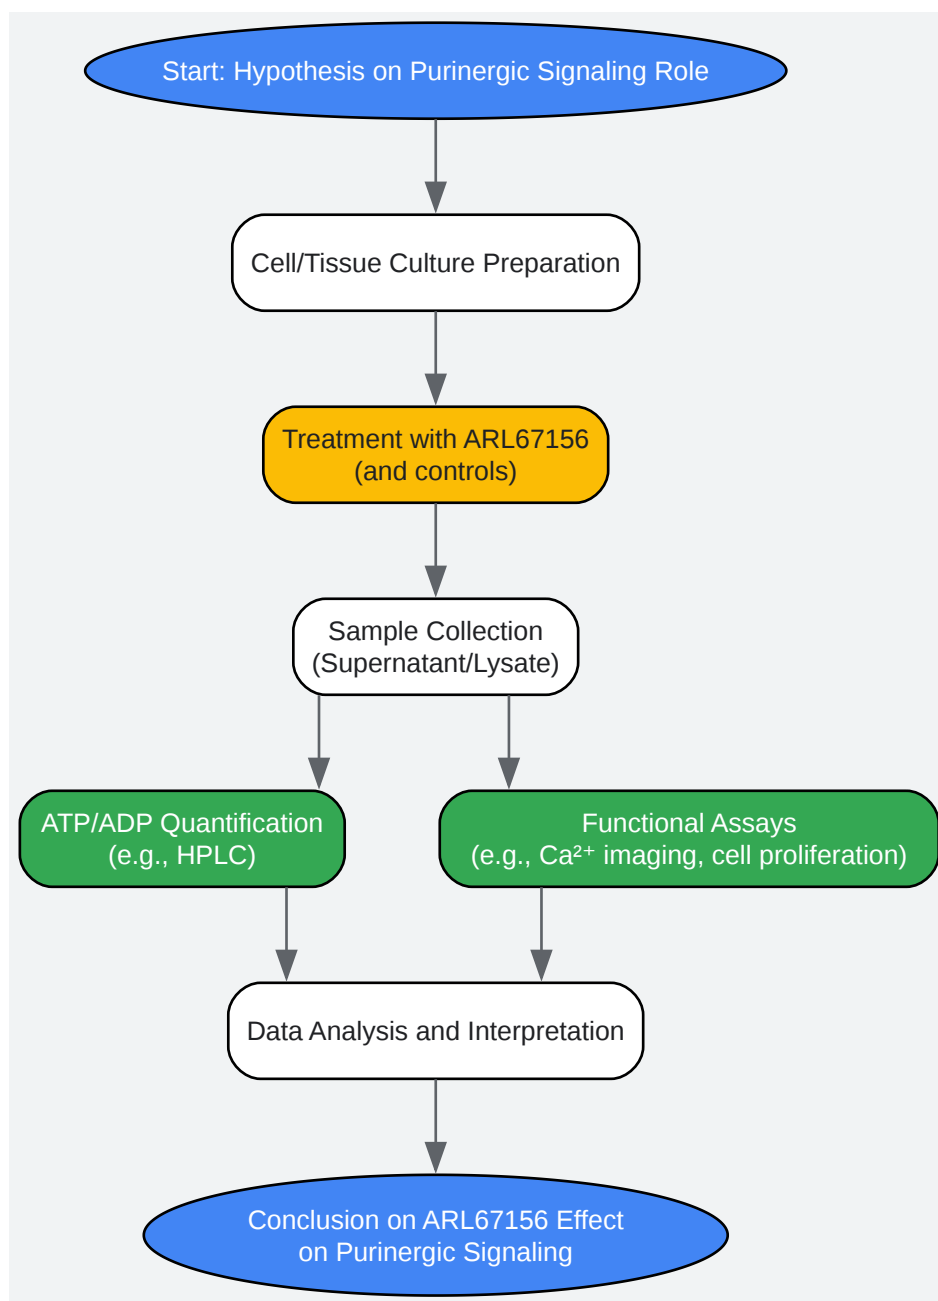 Start: Hypothesis on Purinergic Signaling Role
Cell/Tissue Culture Preparation
Treatment with ARL67156
(and controls)
Sample Collection
(Supernatant/Lysate)
ATP/ADP Quantification
(e.g., HPLC)
Functional Assays
(e.g., Ca²⁺ imaging, cell proliferation)
Data Analysis and Interpretation
Conclusion on ARL67156 Effect
on Purinergic Signaling